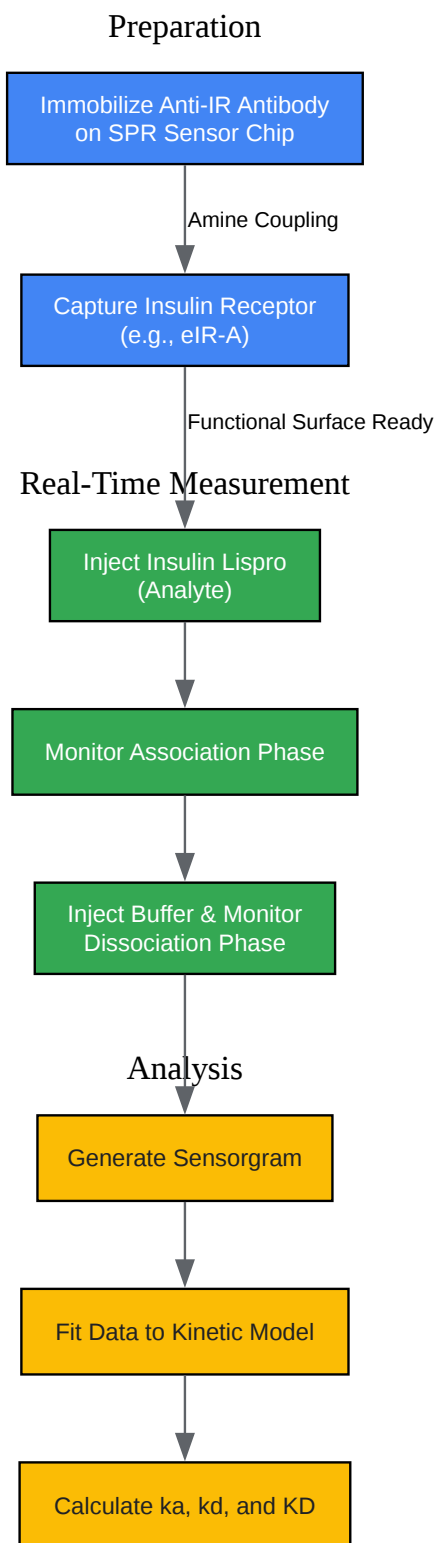 Preparation
Immobilize Anti-IR Antibody
on SPR Sensor Chip
Amine Coupling
Capture Insulin Receptor
(e.g., eIR-A)
Functional Surface Ready
Real-Time Measurement
Inject Insulin Lispro
(Analyte)
Monitor Association Phase
Inject Buffer & Monitor
Dissociation Phase
Analysis
Generate Sensorgram
Fit Data to Kinetic Model
Calculate ka, kd, and KD